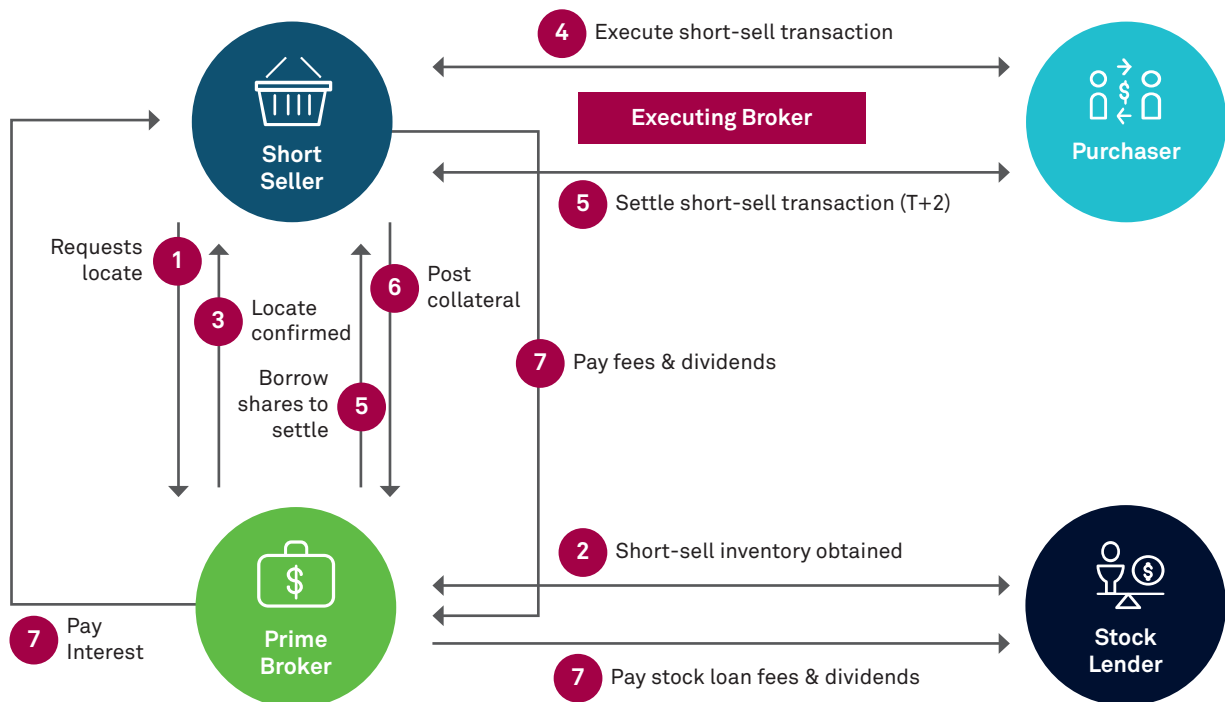 4 Execute short-sell transaction
Executing Broker
Short
Seller
$
Purchaser
5 Settle short-sell transaction (T+2)
Requests
locate
1
6 Post
collateral
3 Locate
confirmed
7 Pay fees & dividends
Borrow
shares to
settle
5
2 Short-sell inventory obtained
$
Prime
Broker
$
Stock
Lender
7 Pay
Interest
7 Pay stock loan fees & dividends